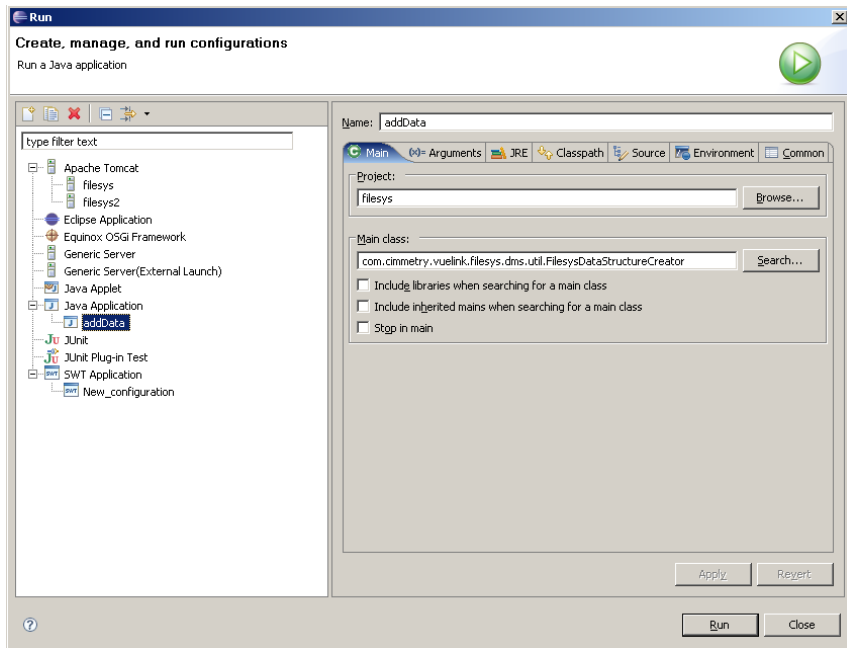 Run
Create, manage, and run configurations
Run a Java application
type filter text
Apache Tomcat
filesys
filesys2
Eclipse Application
Equinox OSGi Framework
Generic Server
Generic Server(External Launch)
Java Applet
Java Application
addData
JUnit
JUnit Plug-in Test
SWT Application
New_configuration
Name: addData
Main (x)= Arguments JRE Classpath Source Environment Common
Project:
filesys Browse...
Main class:
com.cimmetry.vuelink.filesys.dms.util.FilesysDataStructureCreator Search...
Include libraries when searching for a main class
Include inherited mains when searching for a main class
Stop in main
Apply Revert
Run Close